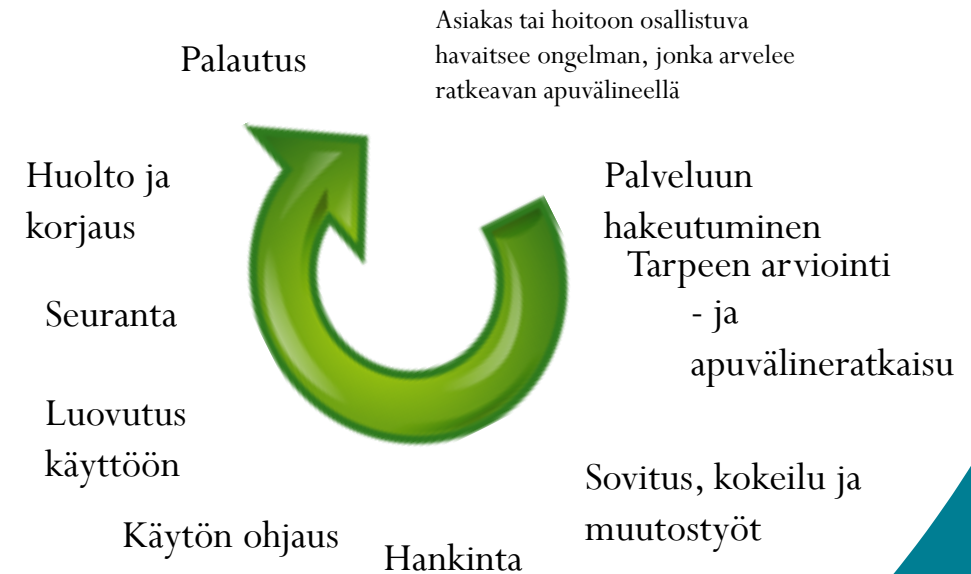 Asiakas tai hoitoon osallistuva
havaitsee ongelman, jonka arvelee
ratkeavan apuvälineellä
Palveluun
hakeutuminen
Tarpeen arviointi
- ja
apuvälineratkaisu
Sovitus, kokeilu ja
muutostyöt
Hankinta
Käytön ohjaus
Luovutus
käyttöön
Seuranta
Huolto ja
korjaus
Palautus